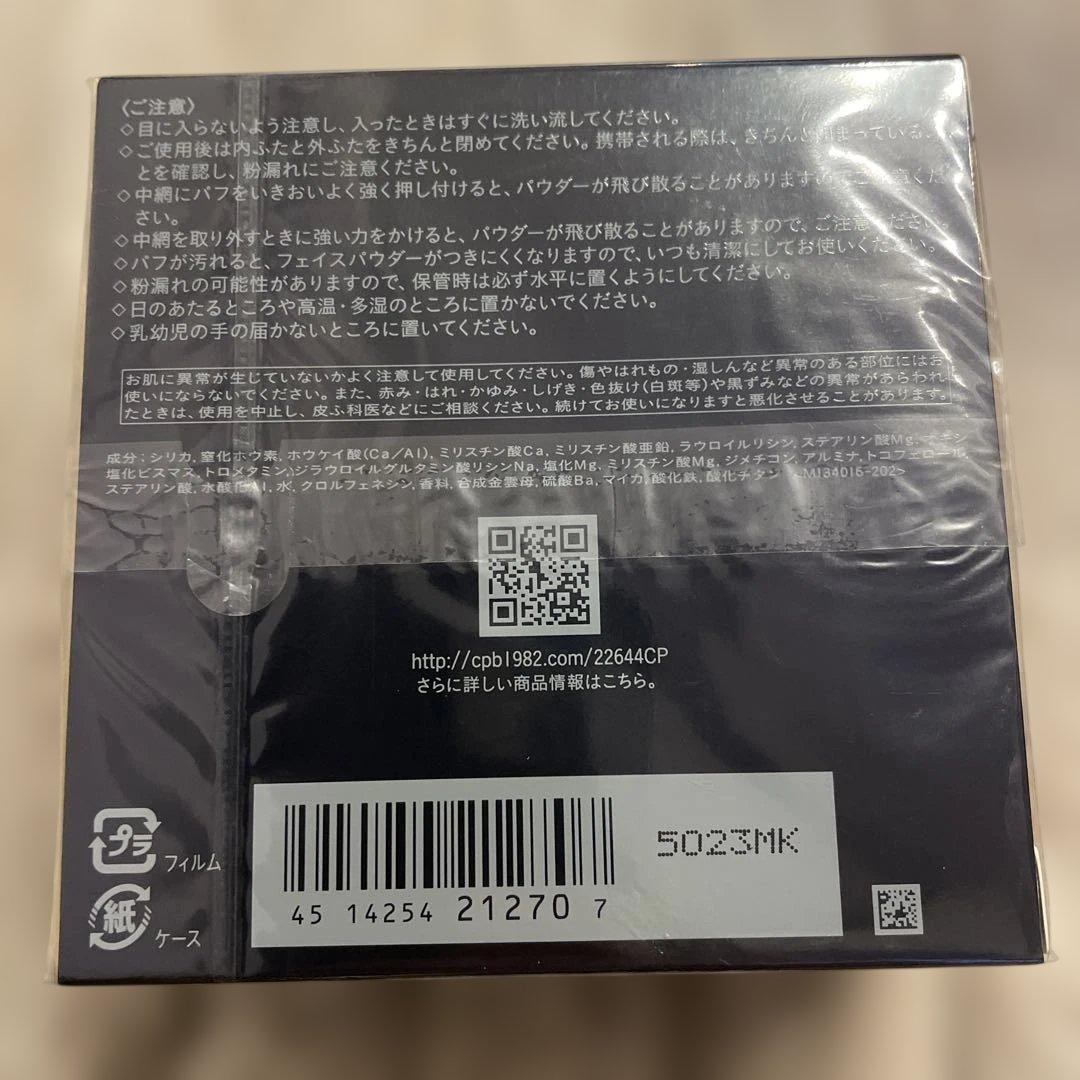 〈ご注意〉
◇目に入らないよう注意し、入ったときはすぐに洗い流してください。
◇ご使用後は内ふたと外ふたをきちんと閉めてください。携帯される際は、きちんと閉まっている
とを確認し、粉漏れにご注意ください。
◇中網にパフをいきおいよく強く押し付けると、パウダーが飛び散ることがありますので
さい。
◇中網を取り外すときに強い力をかけると、パウダーが飛び散ることがありますので、ご注意ください。
◇パフが汚れると、フェイスパウダーがつきにくくなりますので、いつも清潔にしてお使いください。
◇粉漏れの可能性がありますので、保管時は必ず水平に置くようにしてください。
◇日のあたるところや高温・多湿のところに置かないでください。
◇乳幼児の手の届かないところに置いてください。
お肌に異常が生じていないかよく注意して使用してください。傷やはれもの・湿しんなど異常のある部位にはお
使いにならないでください。また、赤み・はれ・かゆみ・しげき・色抜け(白斑等)や黒ずみなどの異常があらわれ
たときは、使用を中止し、皮ふ科医などにご相談ください。続けてお使いになりますと悪化することがあります。
成分：シリカ, 窒化ホウ素, ホウケイ酸(Ca/Al), ミリスチン酸Ca, ミリスチン酸亜鉛, ラウロイルリシン, ステアリン酸Mg, オキシ
塩化ビスマス, トロメタミン, ジラウロイルグルタミン酸リシンNa, 塩化Mg, ミリスチン酸Mg, ジメチコン, アルミナ, トコフェロール,
ステアリン酸, 水酸化Al, 水, クロルフェネシン, 香料, 合成金雲母, 硫酸Ba, マイカ, 酸化鉄, 酸化チタン
http://cpb1982.com/22644CP
さらに詳しい商品情報はこちら。
プラ フィルム
紙 ケース
5023MK
45 14254 21270 7